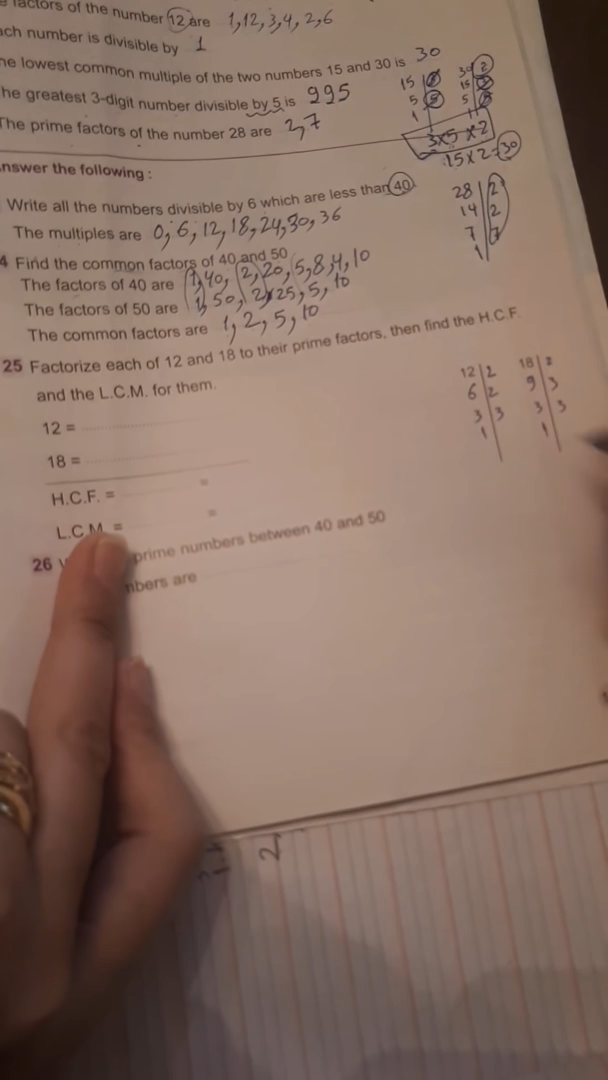 factors of the number 12 are 1,12,3,4,2,6
ach number is divisible by 1
he lowest common multiple of the two numbers 15 and 30 is 30
he greatest 3-digit number divisible by 5 is 995
The prime factors of the number 28 are 2,7
15
5 5
1
30 2
15
5
3x5 x2
15x2=30
nswer the following :
Write all the numbers divisible by 6 which are less than 40
The multiples are 0,6,12,18,24,30,36
28 2
14 2
7 7
1
4 Find the common factors of 40 and 50
The factors of 40 are 1,40,2,20,5,8,4,10
The factors of 50 are 1,50,2,25,5,10
The common factors are 1,2,5,10
25 Factorize each of 12 and 18 to their prime factors, then find the H.C.F.
and the L.C.M. for them.
12 2
6 2
3 3
1
18 2
9 3
3 3
1
12 =
18 =
H.C.F. = =
L.C.M. = =
26 prime numbers between 40 and 50
mbers are
2